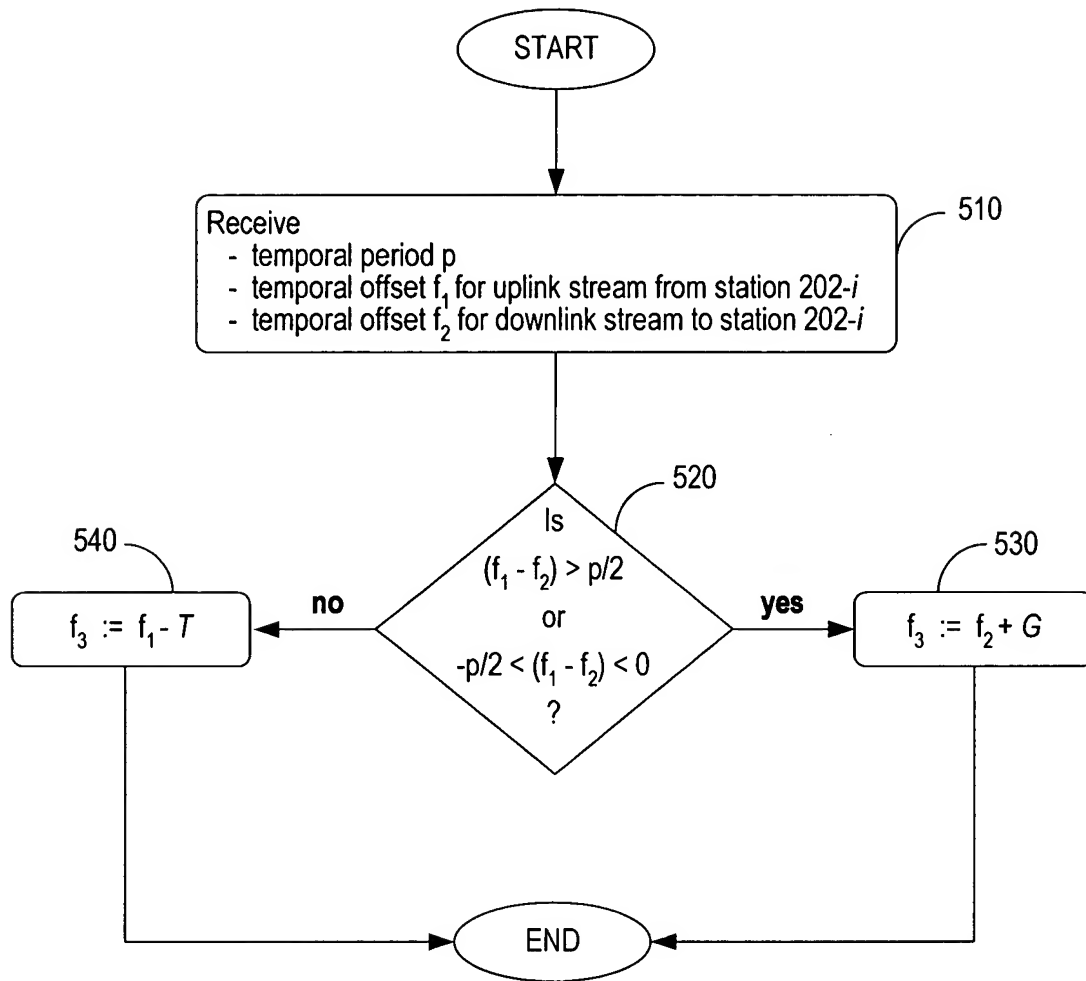 START
510
Receive
- temporal period p
- temporal offset f₁ for uplink stream from station 202-i
- temporal offset f₂ for downlink stream to station 202-i
520
Is
(f₁ - f₂) > p/2
or
-p/2 < (f₁ - f₂) < 0
?
540
no
f₃ := f₁ - T
yes
530
f₃ := f₂ + G
END